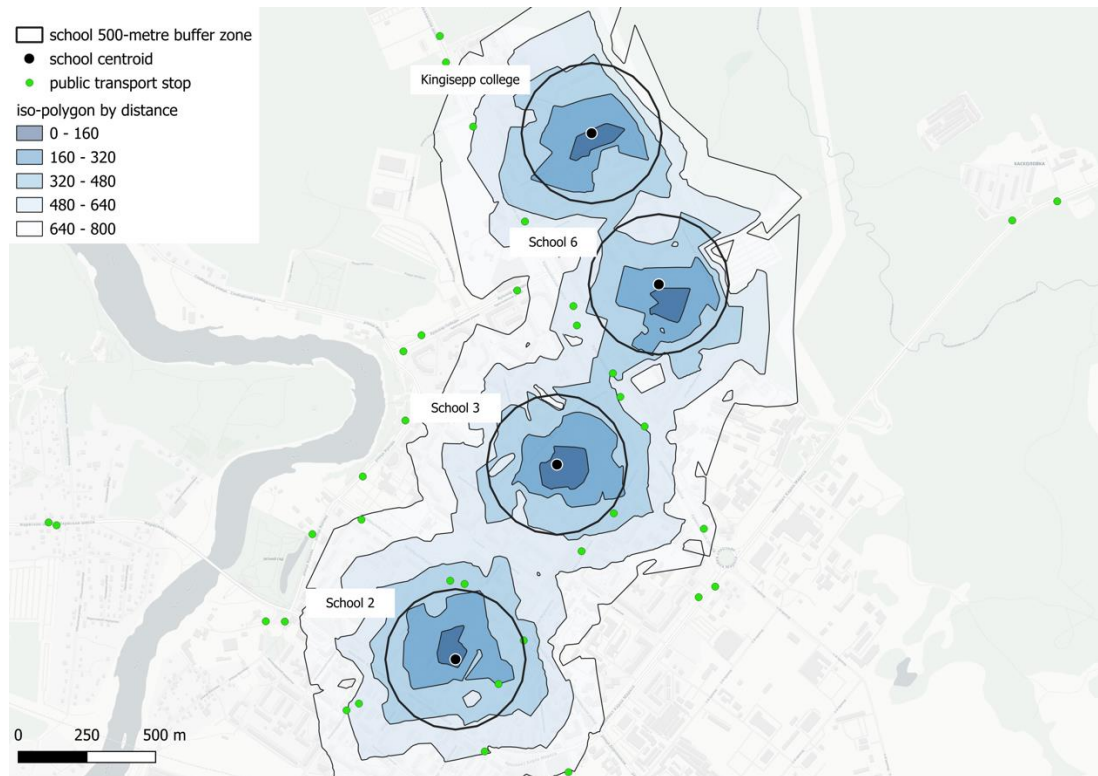 school 500-metre buffer zone
school centroid
public transport stop
iso-polygon by distance
0 - 160
160 - 320
320 - 480
480 - 640
640 - 800
Kingisepp college
School 6
School 3
School 2
0 250 500 m